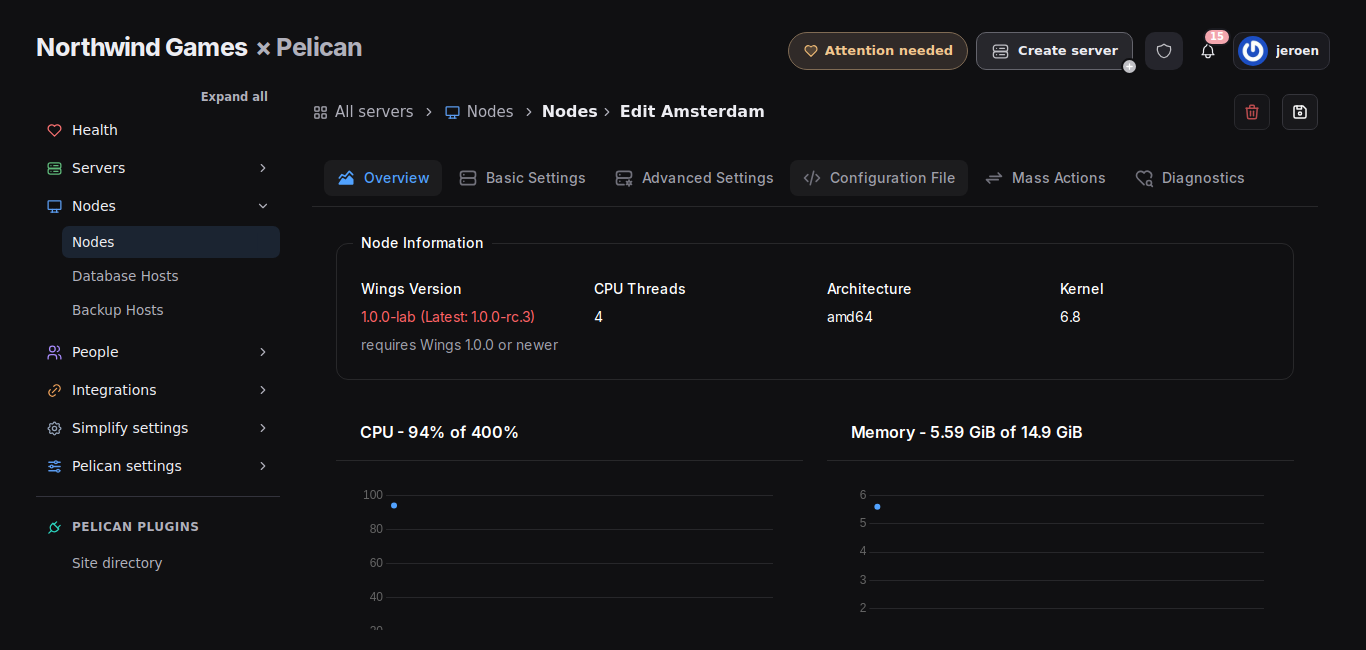 Northwind Games × Pelican
Attention needed
Create server
15
jeroen
Expand all
Health
Servers
Nodes
Nodes
Database Hosts
Backup Hosts
People
Integrations
Simplify settings
Pelican settings
PELICAN PLUGINS
Site directory
All servers > Nodes > Nodes > Edit Amsterdam
Overview Basic Settings Advanced Settings Configuration File Mass Actions Diagnostics
Node Information
Wings Version CPU Threads Architecture Kernel
1.0.0-lab (Latest: 1.0.0-rc.3) 4 amd64 6.8
requires Wings 1.0.0 or newer
CPU - 94% of 400%
100
80
60
40
20
Memory - 5.59 GiB of 14.9 GiB
6
5
4
3
2